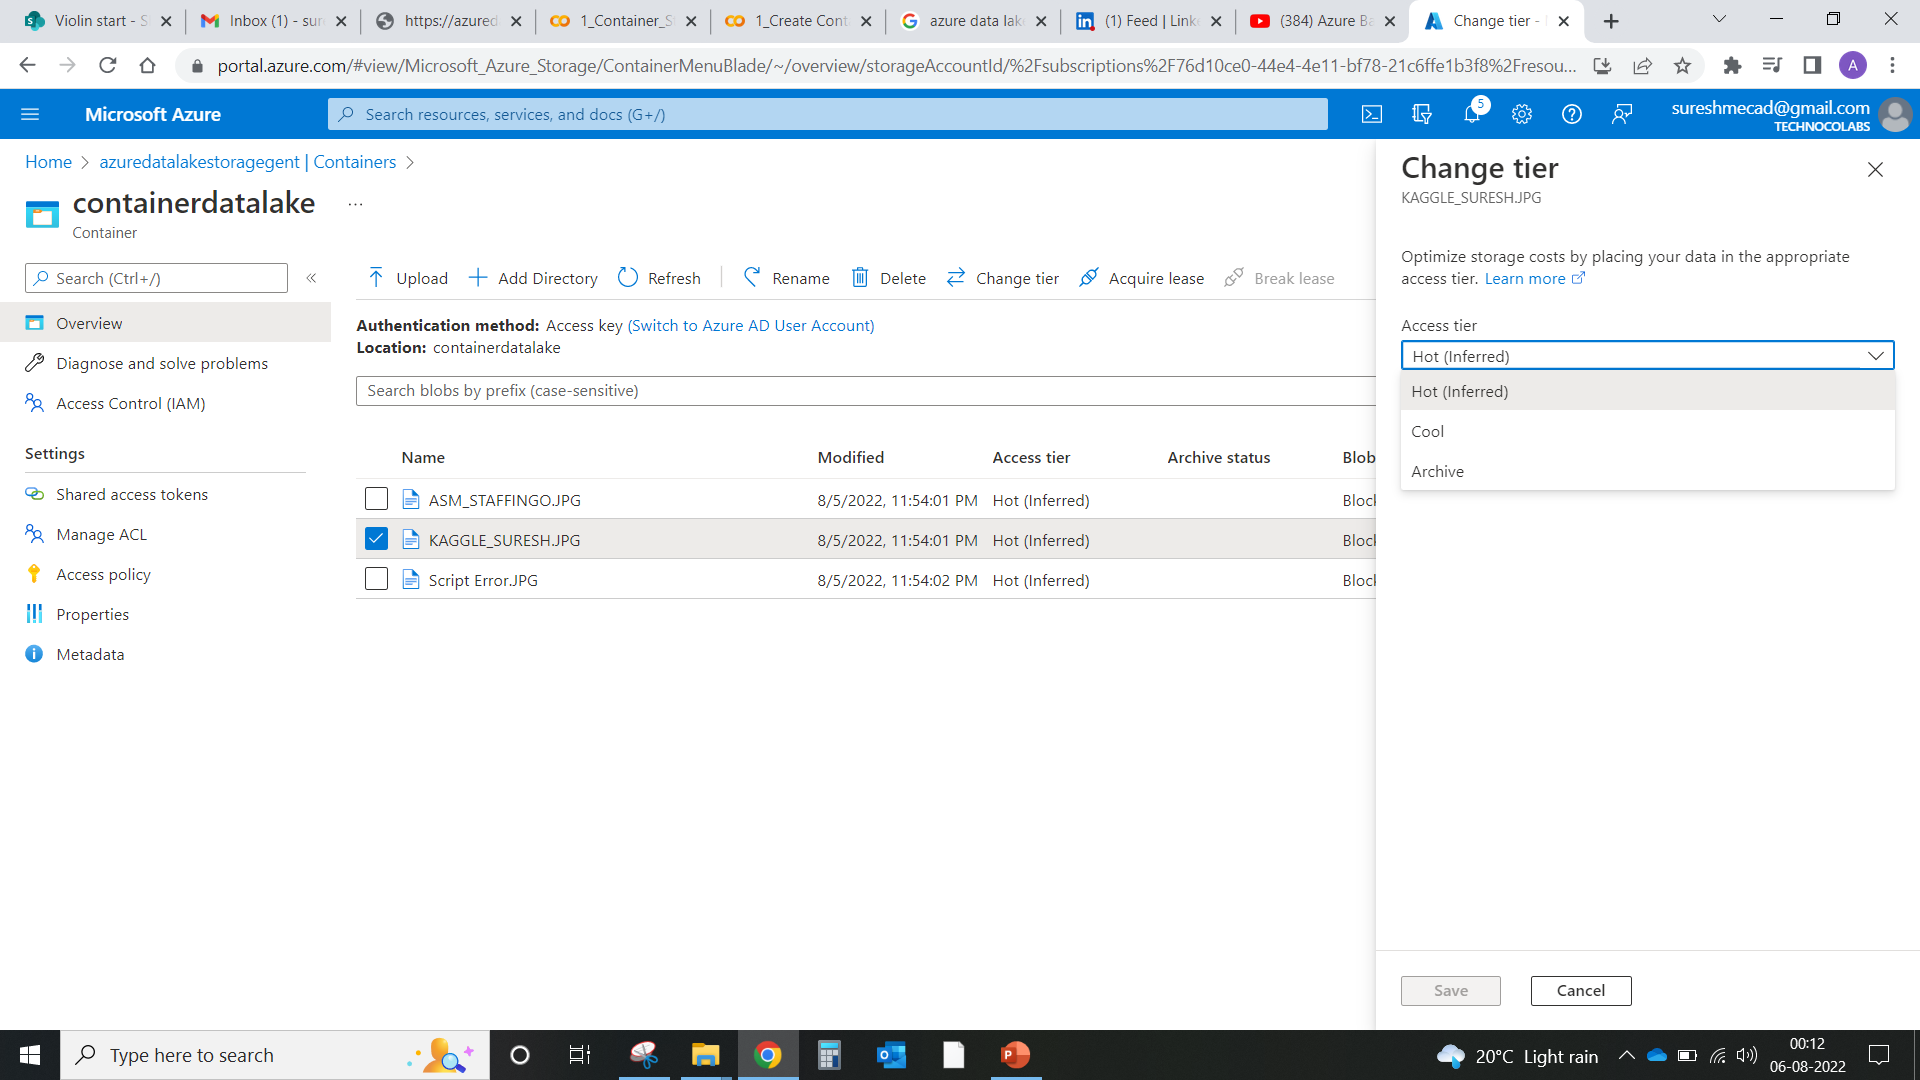 Violin start - S
Inbox (1) - sur
https://azured
1_Container_S
1_Create Cont
azure data lak
(1) Feed | Link
(384) Azure Ba
Change tier -
portal.azure.com/#view/Microsoft_Azure_Storage/ContainerMenuBlade/~/overview/storageAccountId/%2Fsubscriptions%2F76d10ce0-44e4-4e11-bf78-21c6ffe1b3f8%2Fresou...
A
Microsoft Azure
Search resources, services, and docs (G+/)
5
sureshmecad@gmail.com
TECHNOCOLABS
Home > azuredatalakestoragegent | Containers >
containerdatalake ...
Container
Search (Ctrl+/)
«
Overview
Diagnose and solve problems
Access Control (IAM)
Settings
Shared access tokens
Manage ACL
Access policy
Properties
Metadata
Upload
Add Directory
Refresh
Rename
Delete
Change tier
Acquire lease
Break lease
Authentication method: Access key (Switch to Azure AD User Account)
Location: containerdatalake
Search blobs by prefix (case-sensitive)
Name Modified Access tier Archive status Blob
ASM_STAFFINGO.JPG 8/5/2022, 11:54:01 PM Hot (Inferred) Block
KAGGLE_SURESH.JPG 8/5/2022, 11:54:01 PM Hot (Inferred) Block
Script Error.JPG 8/5/2022, 11:54:02 PM Hot (Inferred) Block
Change tier
KAGGLE_SURESH.JPG
Optimize storage costs by placing your data in the appropriate
access tier. Learn more
Access tier
Hot (Inferred)
Hot (Inferred)
Cool
Archive
Save
Cancel
Type here to search
20°C Light rain
00:12
06-08-2022